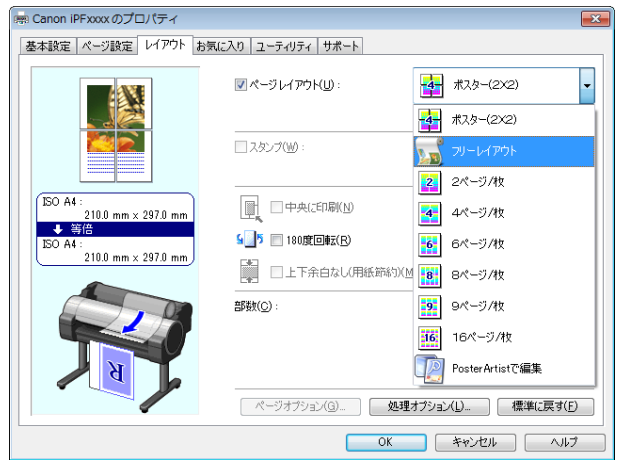 Canon iPFxxxx のプロパティ
基本設定 ページ設定 レイアウト お気に入り ユーティリティ サポート
ページレイアウト(U) :
4 ポスター(2X2)
4 ポスター(2X2)
スタンプ(W) :
フリーレイアウト
2 2ページ/枚
ISO A4 :
210.0 mm x 297.0 mm
等倍
ISO A4 :
210.0 mm x 297.0 mm
中央に印刷(N)
4 4ページ/枚
180度回転(R)
6 6ページ/枚
上下余白なし(用紙節約)(M
8 8ページ/枚
部数(C) :
9 9ページ/枚
16 16ページ/枚
PosterArtistで編集
R
ページオプション(G)... 処理オプション(L)... 標準に戻す(F)
OK キャンセル ヘルプ